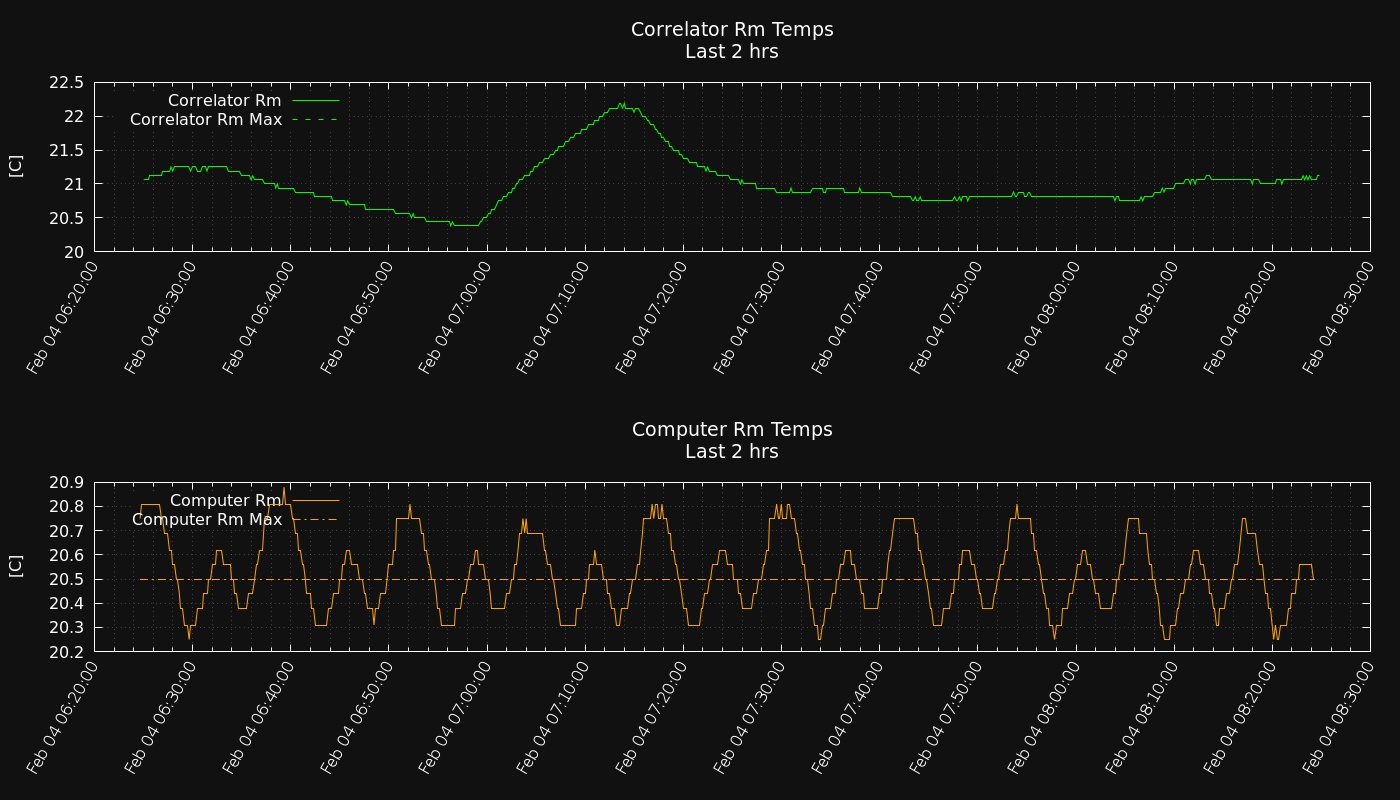 Correlator Rm Temps
Last 2 hrs
22.5
22
21.5
21
20.5
20
[C]
Correlator Rm
Correlator Rm Max
Feb 04 06:20:00
Feb 04 06:30:00
Feb 04 06:40:00
Feb 04 06:50:00
Feb 04 07:00:00
Feb 04 07:10:00
Feb 04 07:20:00
Feb 04 07:30:00
Feb 04 07:40:00
Feb 04 07:50:00
Feb 04 08:00:00
Feb 04 08:10:00
Feb 04 08:20:00
Feb 04 08:30:00
Computer Rm Temps
Last 2 hrs
20.9
20.8
20.7
20.6
20.5
20.4
20.3
20.2
[C]
Computer Rm
Computer Rm Max
Feb 04 06:20:00
Feb 04 06:30:00
Feb 04 06:40:00
Feb 04 06:50:00
Feb 04 07:00:00
Feb 04 07:10:00
Feb 04 07:20:00
Feb 04 07:30:00
Feb 04 07:40:00
Feb 04 07:50:00
Feb 04 08:00:00
Feb 04 08:10:00
Feb 04 08:20:00
Feb 04 08:30:00